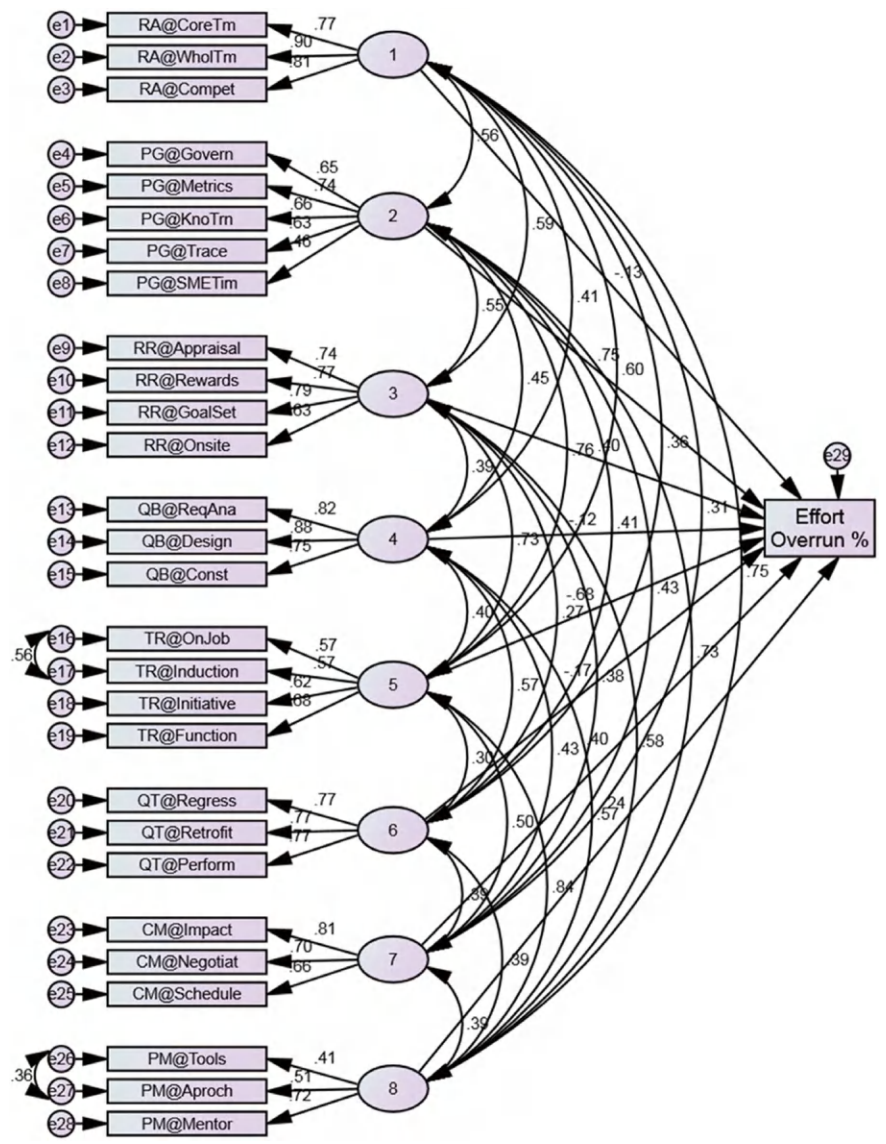 e1 RA@CoreTm .77
e2 RA@WholTm .90
e3 RA@Compet .81
1
e4 PG@Govern .65
e5 PG@Metrics .74
e6 PG@KnoTrn .66
e7 PG@Trace .63
e8 PG@SMETim .46
2
e9 RR@Appraisal .74
e10 RR@Rewards .77
e11 RR@GoalSet .79
e12 RR@Onsite .63
3
e13 QB@ReqAna .82
e14 QB@Design .88
e15 QB@Const .75
4
e16 TR@OnJob .57
e17 TR@Induction .57
e18 TR@Initiative .62
e19 TR@Function .68
.56
5
e20 QT@Regress .77
e21 QT@Retrofit .77
e22 QT@Perform .77
6
e23 CM@Impact .81
e24 CM@Negotiat .70
e25 CM@Schedule .66
7
e26 PM@Tools .41
e27 PM@Aproch .51
e28 PM@Mentor .72
.36
8
.56
.59
-.13
.41
.55
.75
.60
.45
.76
.40
.36
.39
.31
.73
-.12
.41
.75
.40
-.68
.27
.43
.73
.57
-.17
.38
.30
.43
.40
.58
.50
.24
.57
.39
.84
.39
.39
e29
Effort
Overrun %